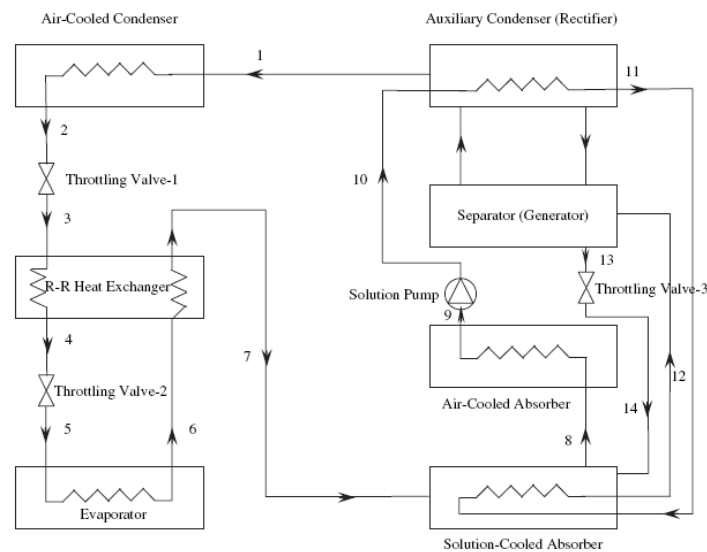 Air-Cooled Condenser
Auxiliary Condenser (Rectifier)
1
11
2
10
Throttling Valve-1
3
Separator (Generator)
13
R-R Heat Exchanger
Solution Pump
Throttling Valve-3
9
4
7
12
Throttling Valve-2
Air-Cooled Absorber
14
5
6
8
Evaporator
Solution-Cooled Absorber